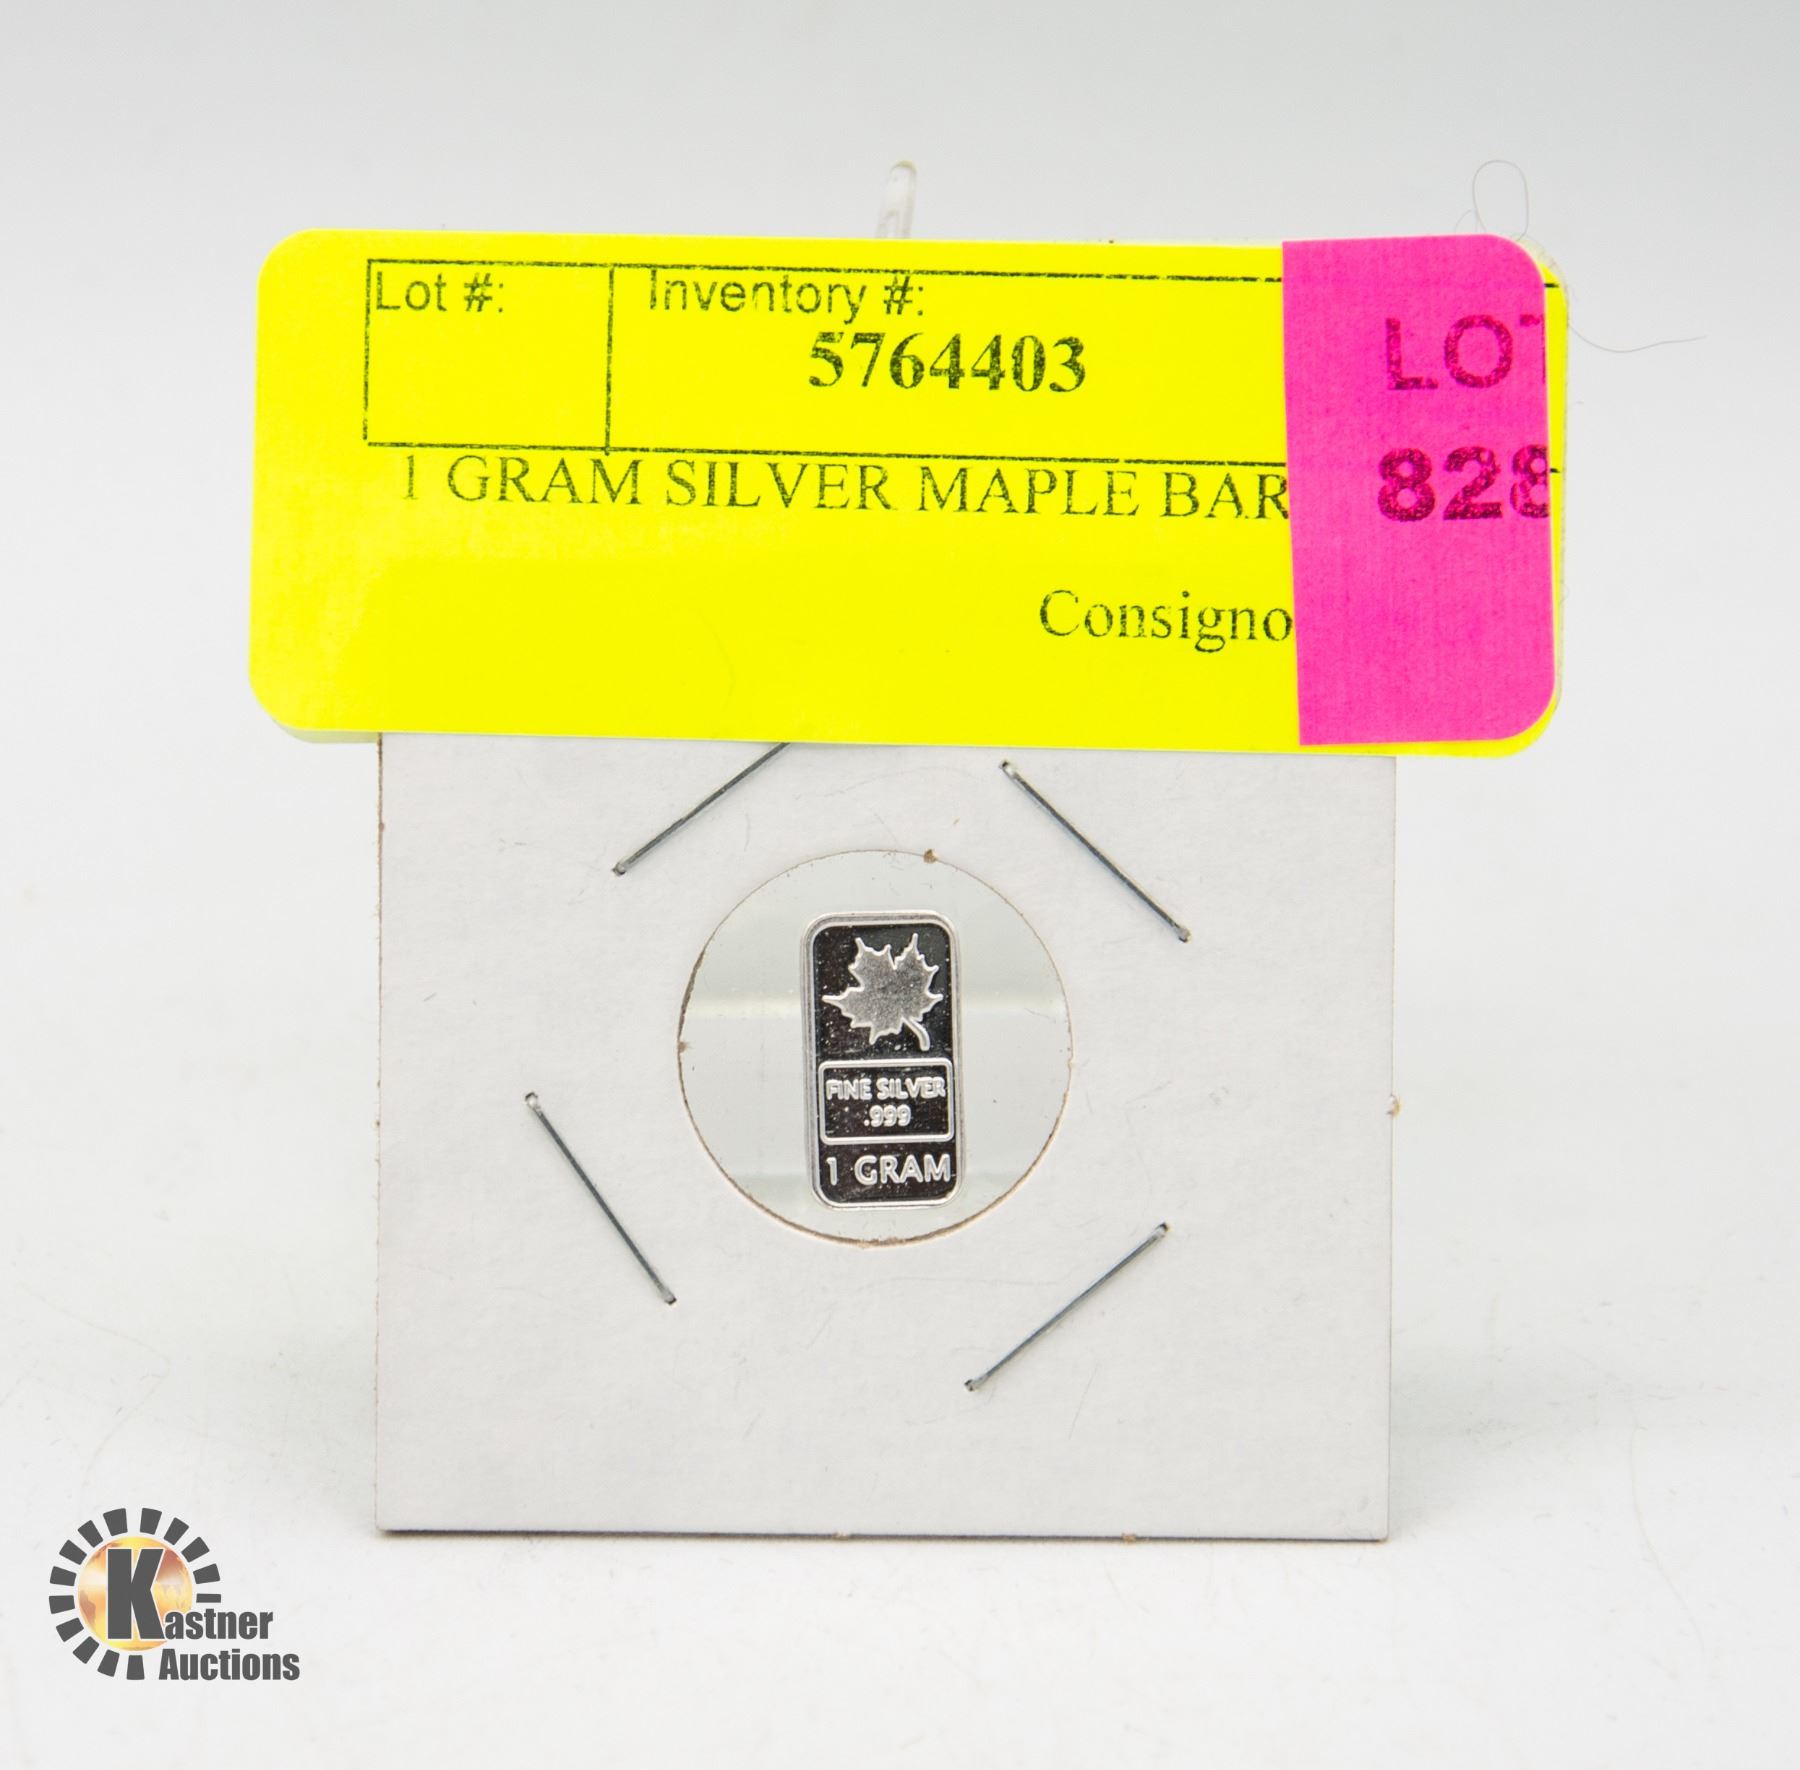 Lot #:
Inventory #:
5764403
1 GRAM SILVER MAPLE BAR
Consigno
LOT
828
FINE SILVER
.999
1 GRAM
Kastner
Auctions